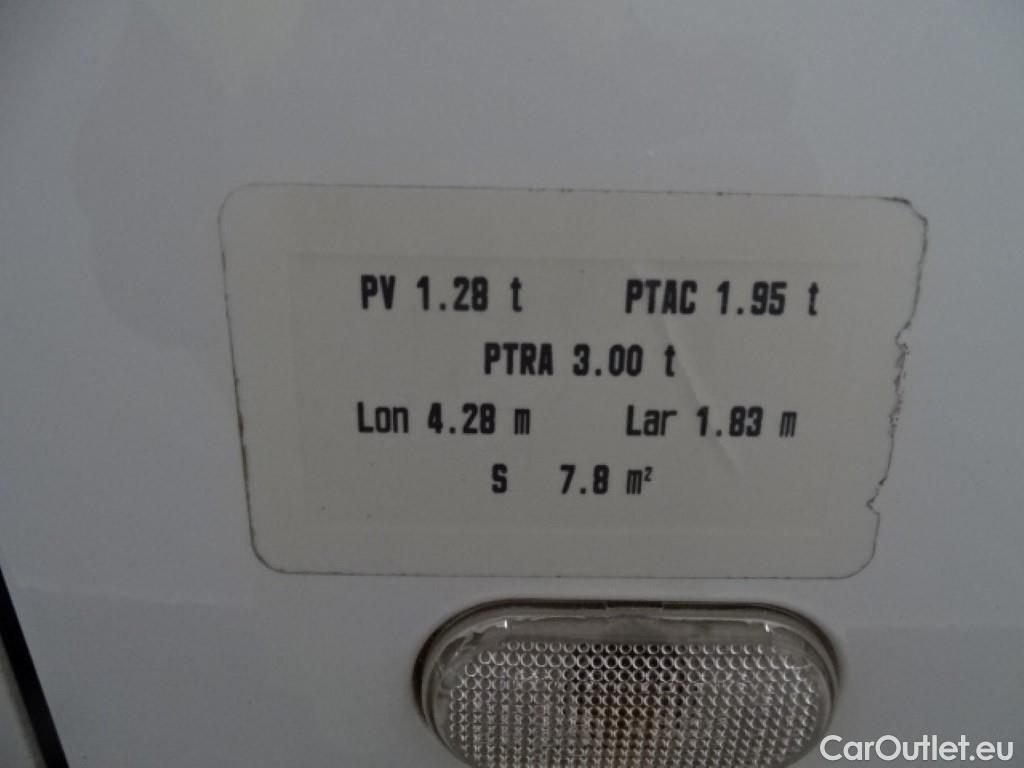 PV 1.28 t PTAC 1.95 t
PTRA 3.00 t
Lon 4.28 m Lar 1.83 m
S 7.8 m²
CarOutlet.eu